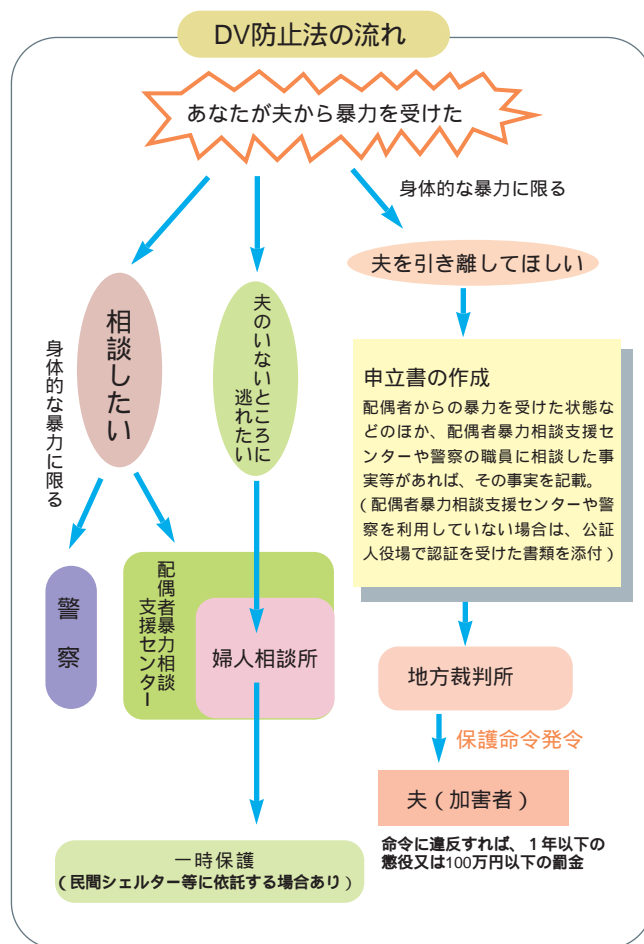 DV防止法の流れ
あなたが夫から暴力を受けた
身体的な暴力に限る
夫を引き離してほしい
相談したい
身体的な暴力に限る
夫のいないところに
逃れたい
申立書の作成
配偶者からの暴力を受けた状態な
どのほか、配偶者暴力相談支援セ
ンターや警察の職員に相談した事
実等があれば、その事実を記載。
(配偶者暴力相談支援センターや警
察を利用していない場合は、公証
人役場で認証を受けた書類を添付)
警察
配偶者暴力相談
支援センター
婦人相談所
地方裁判所
保護命令発令
夫(加害者)
命令に違反すれば、1年以下の
懲役又は100万円以下の罰金
一時保護
(民間シェルター等に依託する場合あり)